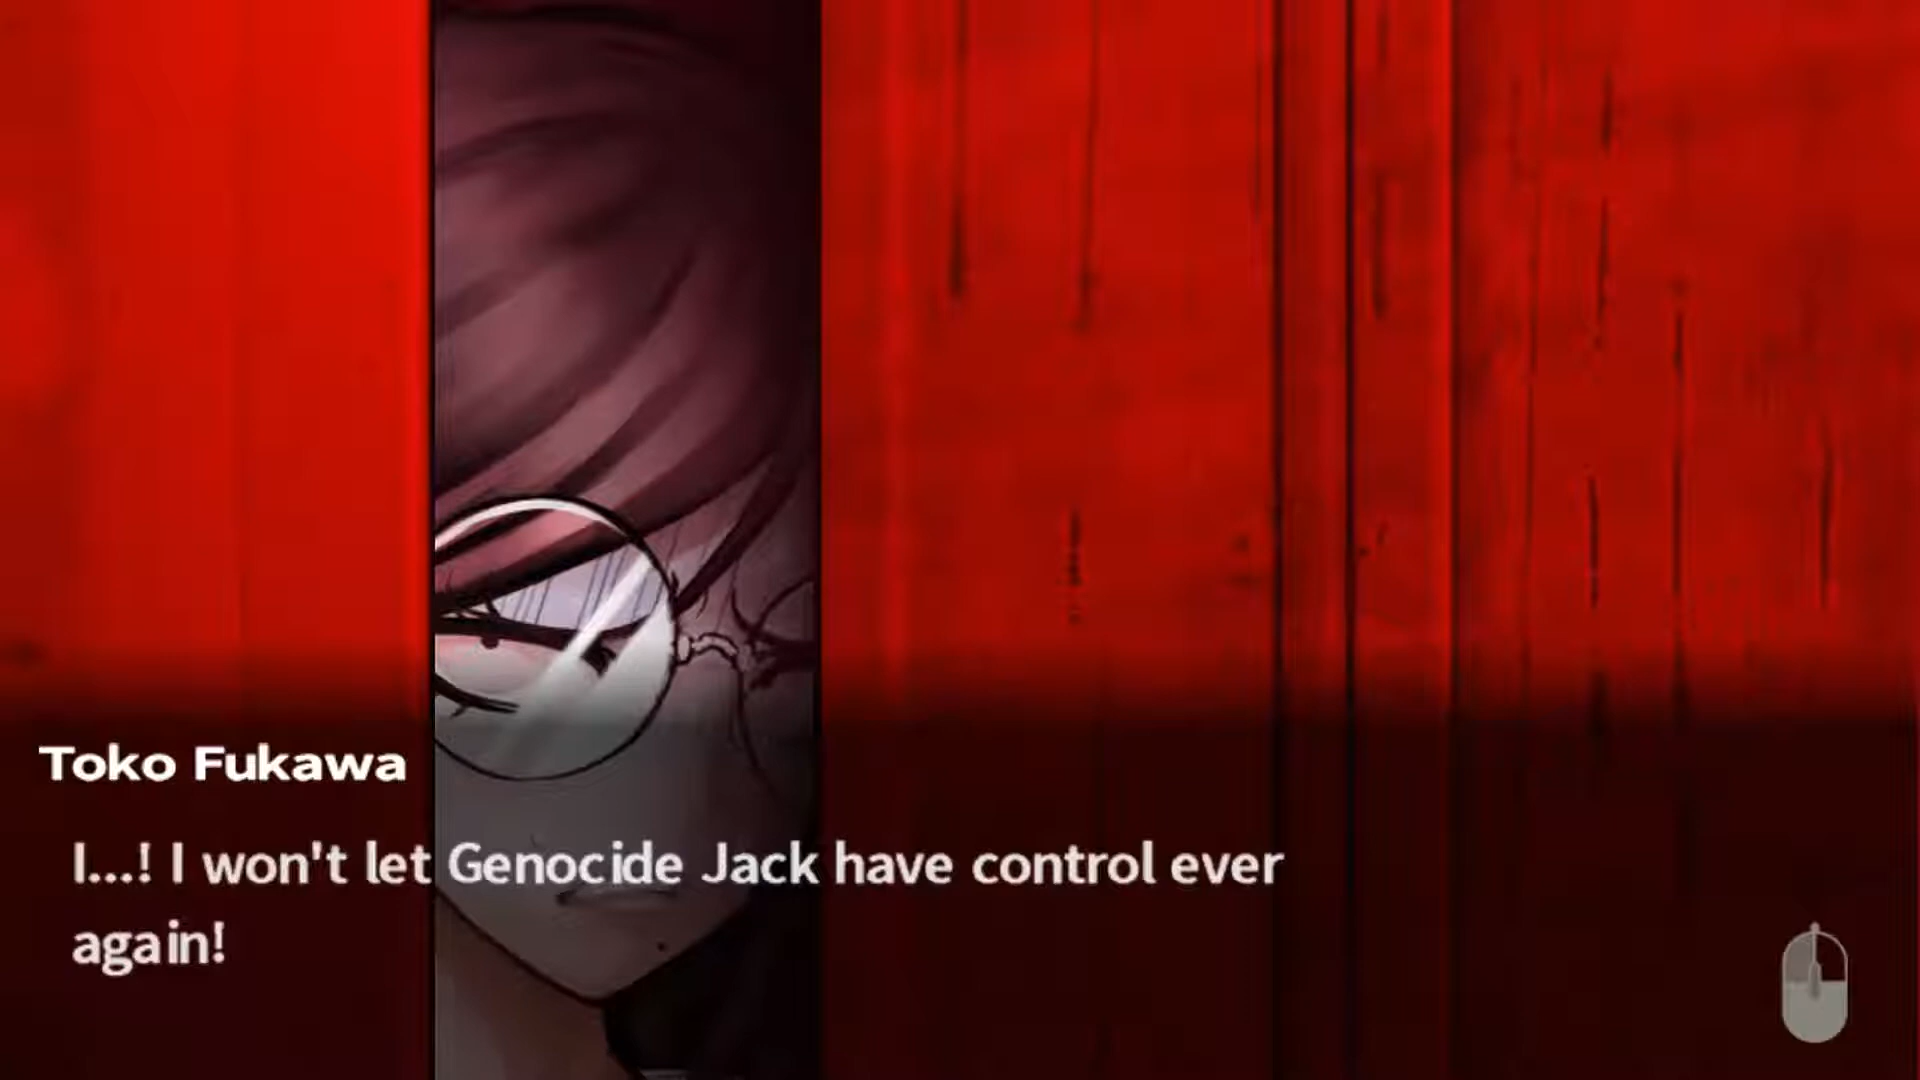 Toko Fukawa
I...! I won't let Genocide Jack have control ever
again!